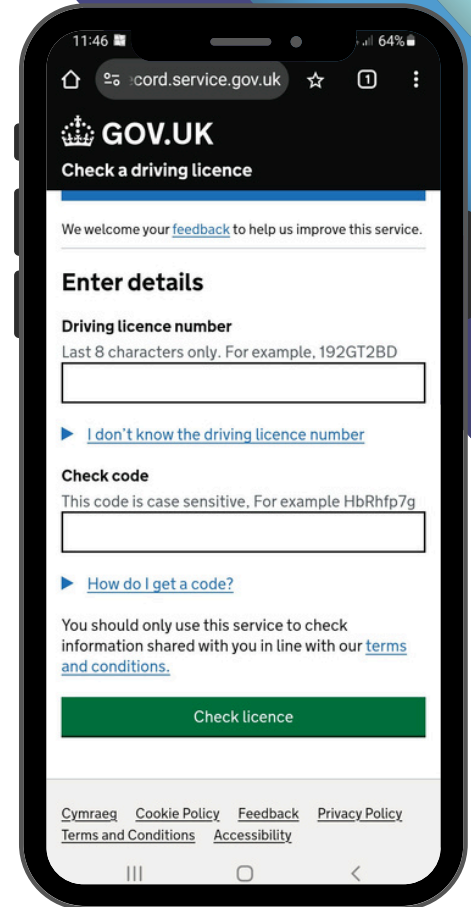 11:46 64%
cord.service.gov.uk 1
GOV.UK
Check a driving licence
We welcome your feedback to help us improve this service.
Enter details
Driving licence number
Last 8 characters only. For example, 192GT2BD
I don't know the driving licence number
Check code
This code is case sensitive. For example HbRhfp7g
How do I get a code?
You should only use this service to check
information shared with you in line with our terms
and conditions.
Check licence
Cymraeg Cookie Policy Feedback Privacy Policy
Terms and Conditions Accessibility